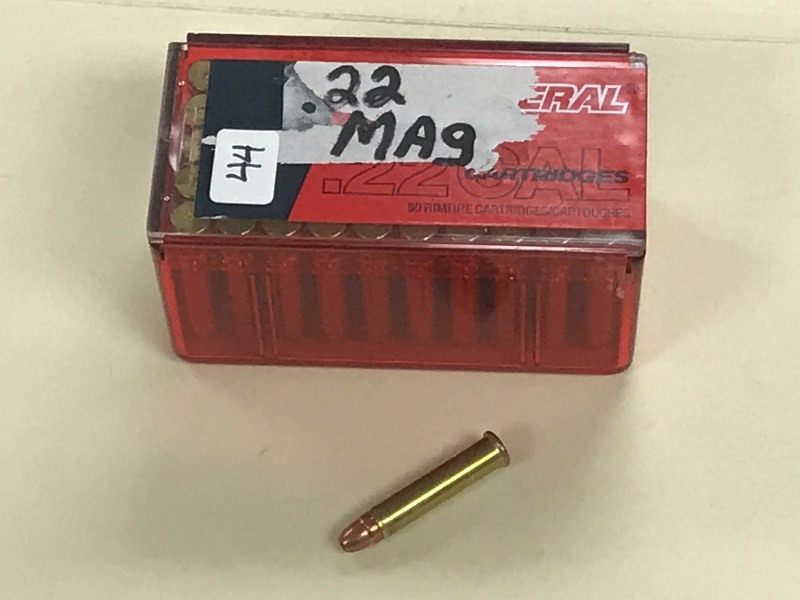 .22
MAg
ERAL
44
.22 CAL
CARTRIDGES
50 RIMFIRE CARTRIDGES/CARTOUCHES